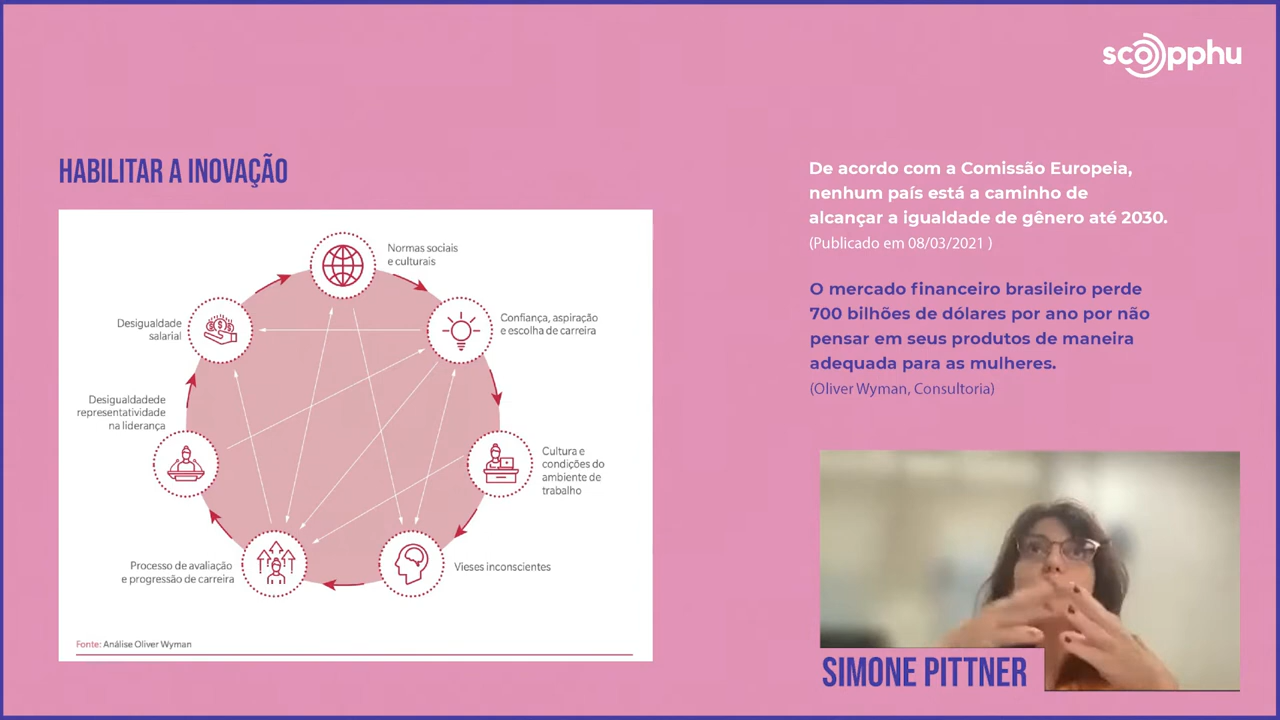 scopphu
HABILITAR A INOVAÇÃO
De acordo com a Comissão Europeia,
nenhum país está a caminho de
alcançar a igualdade de gênero até 2030.
(Publicado em 08/03/2021 )
O mercado financeiro brasileiro perde
700 bilhões de dólares por ano por não
pensar em seus produtos de maneira
adequada para as mulheres.
(Oliver Wyman, Consultoria)
Normas sociais
e culturais
Confiança, aspiração
e escolha de carreira
Cultura e
condições do
ambiente de
trabalho
Vieses inconscientes
Processo de avaliação
e progressão de carreira
Desigualdadede
representatividade
na liderança
Desigualdade
salarial
Fonte: Análise Oliver Wyman
SIMONE PITTNER